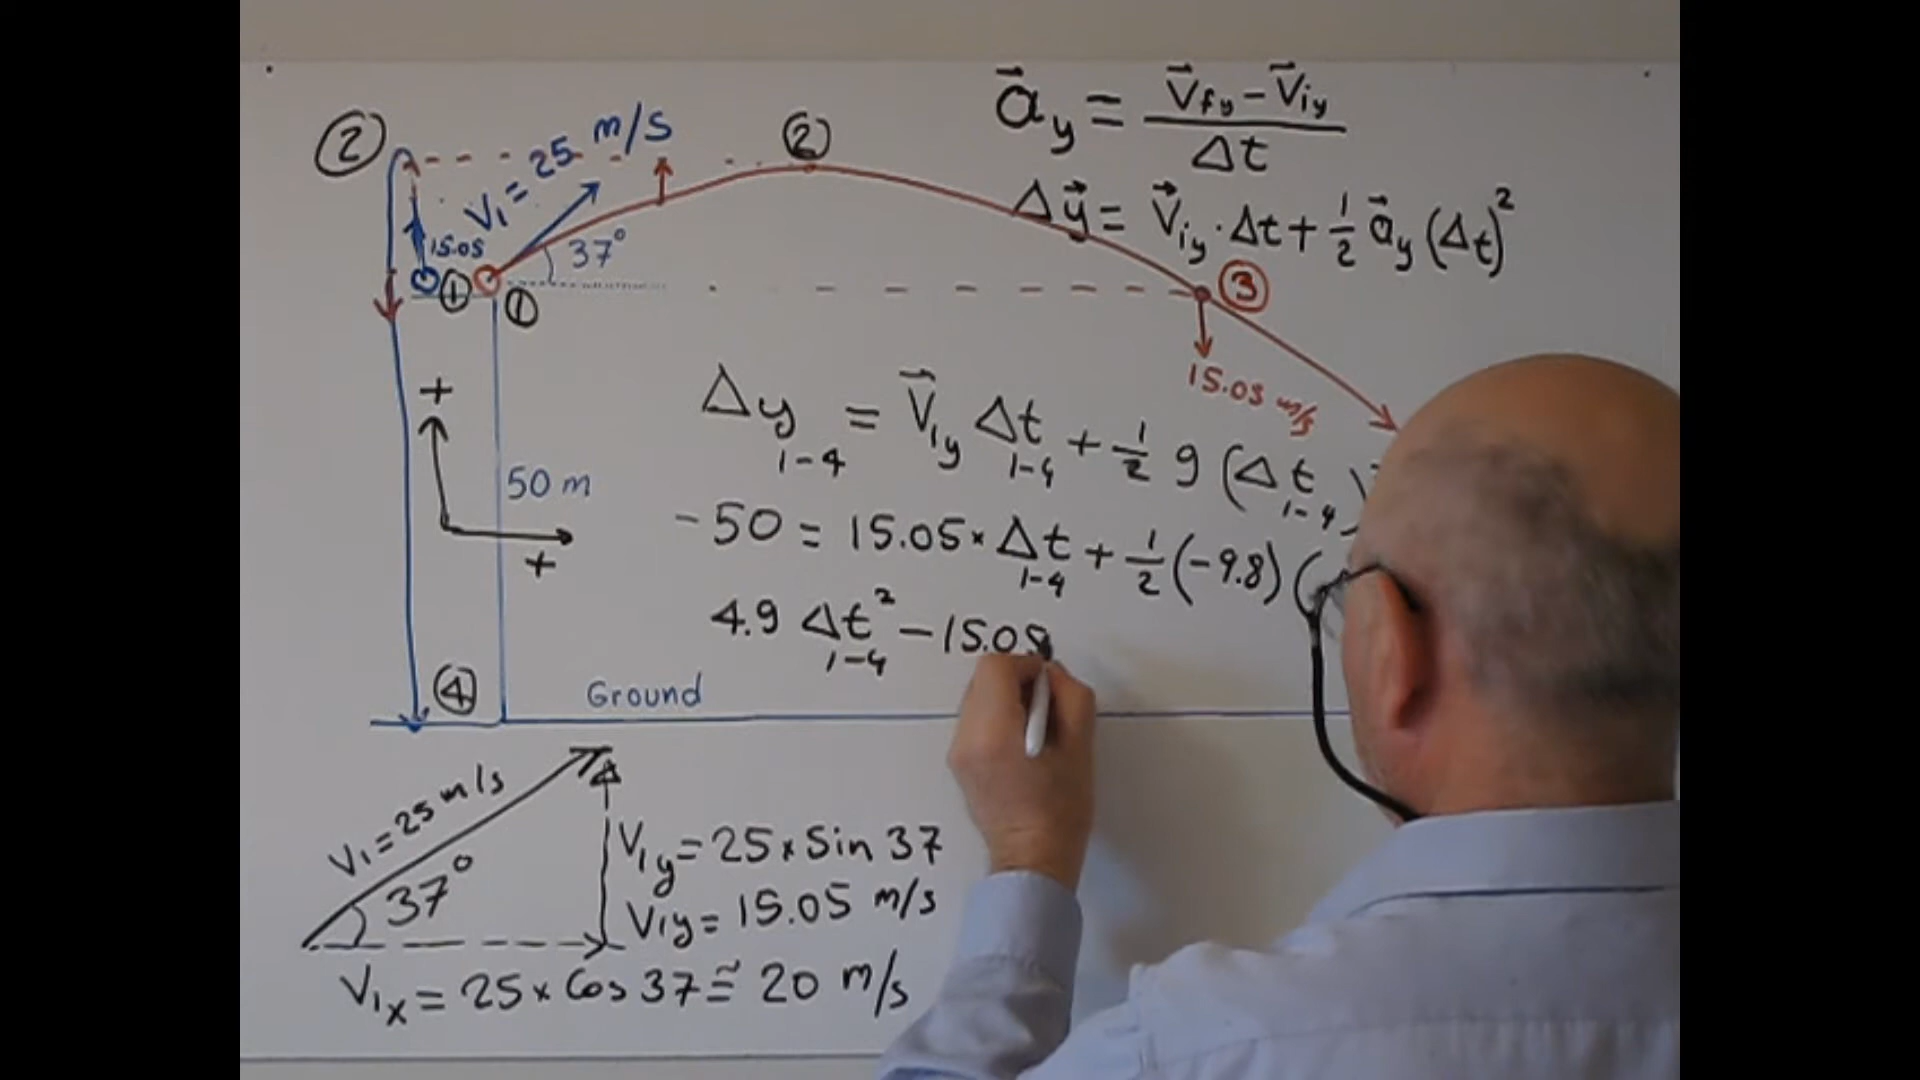 a⃗y = (V⃗fy − V⃗iy) / Δt
Δy⃗ = V⃗iy · Δt + 1/2 a⃗y (Δt)²
② V₁ = 25 m/s ②
15.05 37°
① ① ③
15.05 m/s
+
50 m
+
Δy₁₋₄ = V⃗₁y Δt₁₋₄ + 1/2 g (Δt₁₋₄)
-50 = 15.05 × Δt₁₋₄ + 1/2 (-9.8) (
4.9 Δt²₁₋₄ − 15.05
④ Ground
V₁ = 25 m/s
37°
V₁y = 25 × Sin 37
V₁y = 15.05 m/s
V₁x = 25 × Cos 37 ≅ 20 m/s